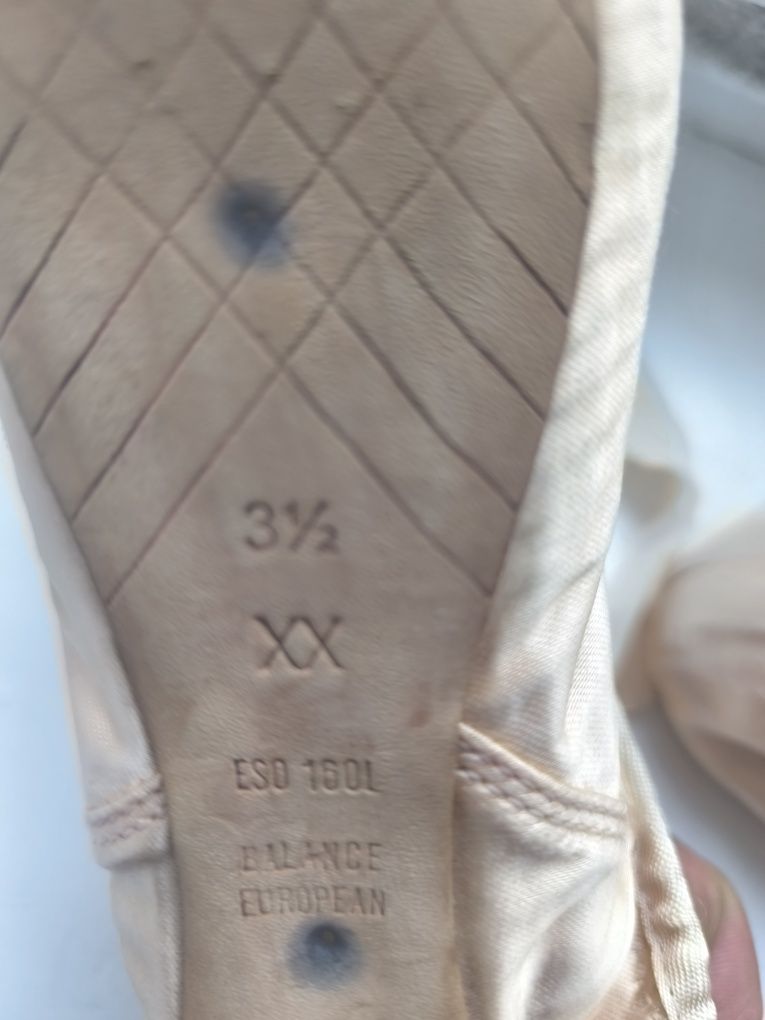 3½
XX
ESO 160L
BALANCE
EUROPEAN